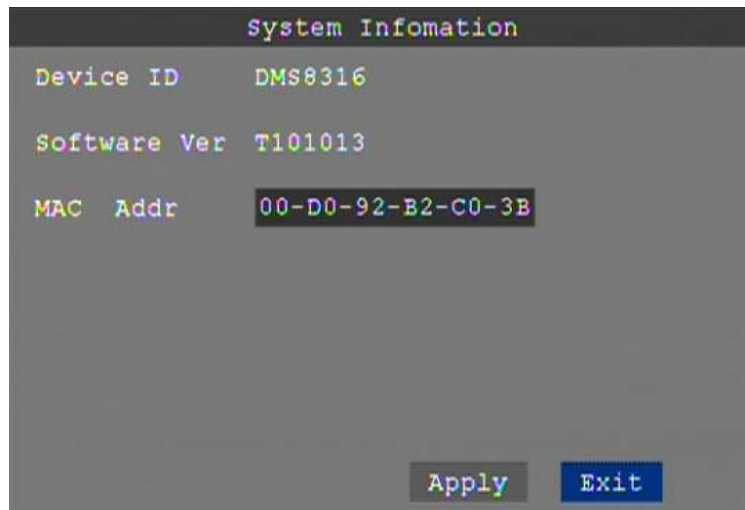 System Infomation
Device ID DMS8316
Software Ver T101013
MAC Addr 00-D0-92-B2-C0-3B
Apply Exit